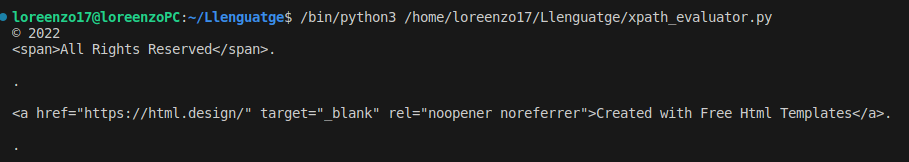 loreenzo17@loreenzoPC:~/Llenguatge$ /bin/python3 /home/loreenzo17/Llenguatge/xpath_evaluator.py
© 2022
<span>All Rights Reserved</span>.
.
<a href="https://html.design/" target="_blank" rel="noopener noreferrer">Created with Free Html Templates</a>.
.